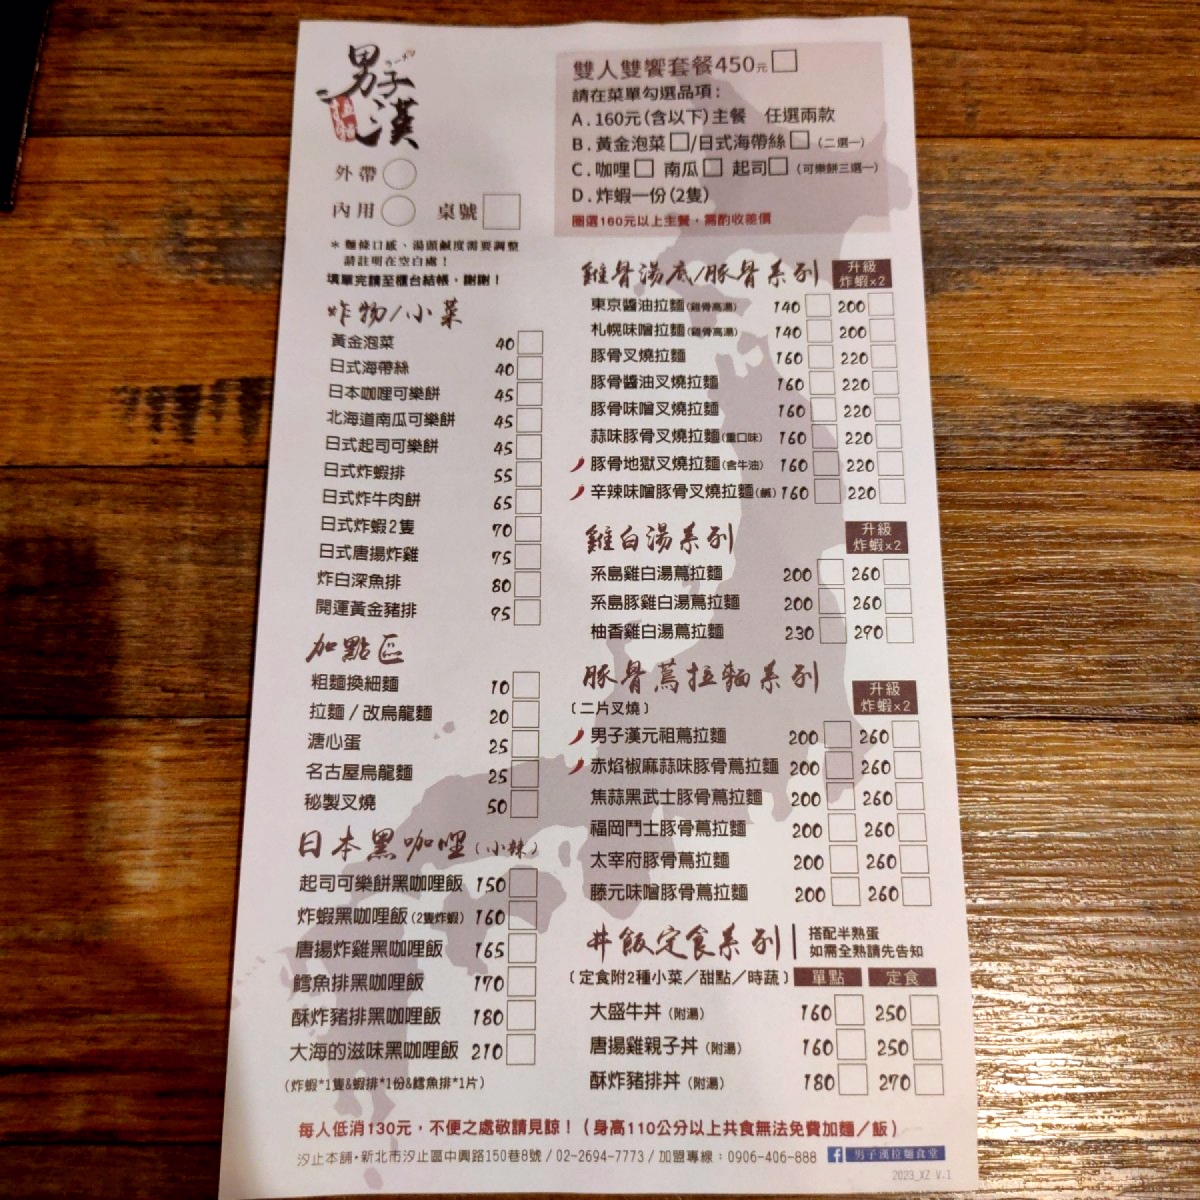 男子漢
拉麵
外帶
內用 桌號
＊麵條口感、湯頭鹹度需要調整
請註明在空白處！
填單完請至櫃台結帳，謝謝！
炸物/小菜
黃金泡菜 40
日式海帶絲 40
日本咖哩可樂餅 45
北海道南瓜可樂餅 45
日式起司可樂餅 45
日式炸蝦排 55
日式炸牛肉餅 65
日式炸蝦2隻 70
日式唐揚炸雞 75
炸白深魚排 80
開運黃金豬排 95
加點區
粗麵換細麵 10
拉麵/改烏龍麵 20
溏心蛋 25
名古屋烏龍麵 25
秘製叉燒 50
日本黑咖哩(小辣)
起司可樂餅黑咖哩飯 150
炸蝦黑咖哩飯(2隻炸蝦) 160
唐揚炸雞黑咖哩飯 165
鱈魚排黑咖哩飯 170
酥炸豬排黑咖哩飯 180
大海的滋味黑咖哩飯 210
(炸蝦*1隻&蝦排*1份&鱈魚排*1片)
雙人雙饗套餐450元
請在菜單勾選品項：
A.160元(含以下)主餐 任選兩款
B.黃金泡菜/日式海帶絲 (二選一)
C.咖哩 南瓜 起司 (可樂餅三選一)
D.炸蝦一份(2隻)
圈選160元以上主餐，需酌收差價
雞骨湯底/豚骨系列 升級
炸蝦x2
東京醬油拉麵(雞骨高湯) 140 200
札幌味噌拉麵(雞骨高湯) 140 200
豚骨叉燒拉麵 160 220
豚骨醬油叉燒拉麵 160 220
豚骨味噌叉燒拉麵 160 220
蒜味豚骨叉燒拉麵(重口味) 160 220
豚骨地獄叉燒拉麵(含牛油) 160 220
辛辣味噌豚骨叉燒拉麵(鹹) 160 220
雞白湯系列 升級
炸蝦x2
系島雞白湯蔦拉麵 200 260
系島豚雞白湯蔦拉麵 200 260
柚香雞白湯蔦拉麵 230 290
豚骨蔦拉麵系列 升級
炸蝦x2
(二片叉燒)
男子漢元祖蔦拉麵 200 260
赤焰椒麻蒜味豚骨蔦拉麵 200 260
焦蒜黑武士豚骨蔦拉麵 200 260
福岡鬥士豚骨蔦拉麵 200 260
太宰府豚骨蔦拉麵 200 260
藤元味噌豚骨蔦拉麵 200 260
丼飯定食系列 | 搭配半熟蛋
如需全熟請先告知
(定食附2種小菜／甜點／時蔬) 單點 定食
大盛牛丼 (附湯) 160 250
唐揚雞親子丼 (附湯) 160 250
酥炸豬排丼 (附湯) 180 270
每人低消130元，不便之處敬請見諒！(身高110公分以上共食無法免費加麵／飯)
汐止本舖•新北市汐止區中興路150巷8號 / 02-2694-7773 / 加盟專線：0906-406-888 f 男子漢拉麵食堂
2023_XZ V.1